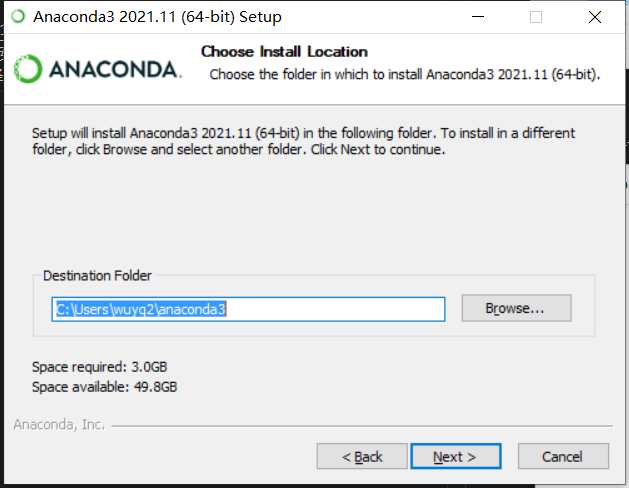 Anaconda3 2021.11 (64-bit) Setup
ANACONDA.
Choose Install Location
Choose the folder in which to install Anaconda3 2021.11 (64-bit).
Setup will install Anaconda3 2021.11 (64-bit) in the following folder. To install in a different
folder, click Browse and select another folder. Click Next to continue.
Destination Folder
C:\Users\wuyq2\anaconda3
Browse...
Space required: 3.0GB
Space available: 49.8GB
Anaconda, Inc.
< Back
Next >
Cancel